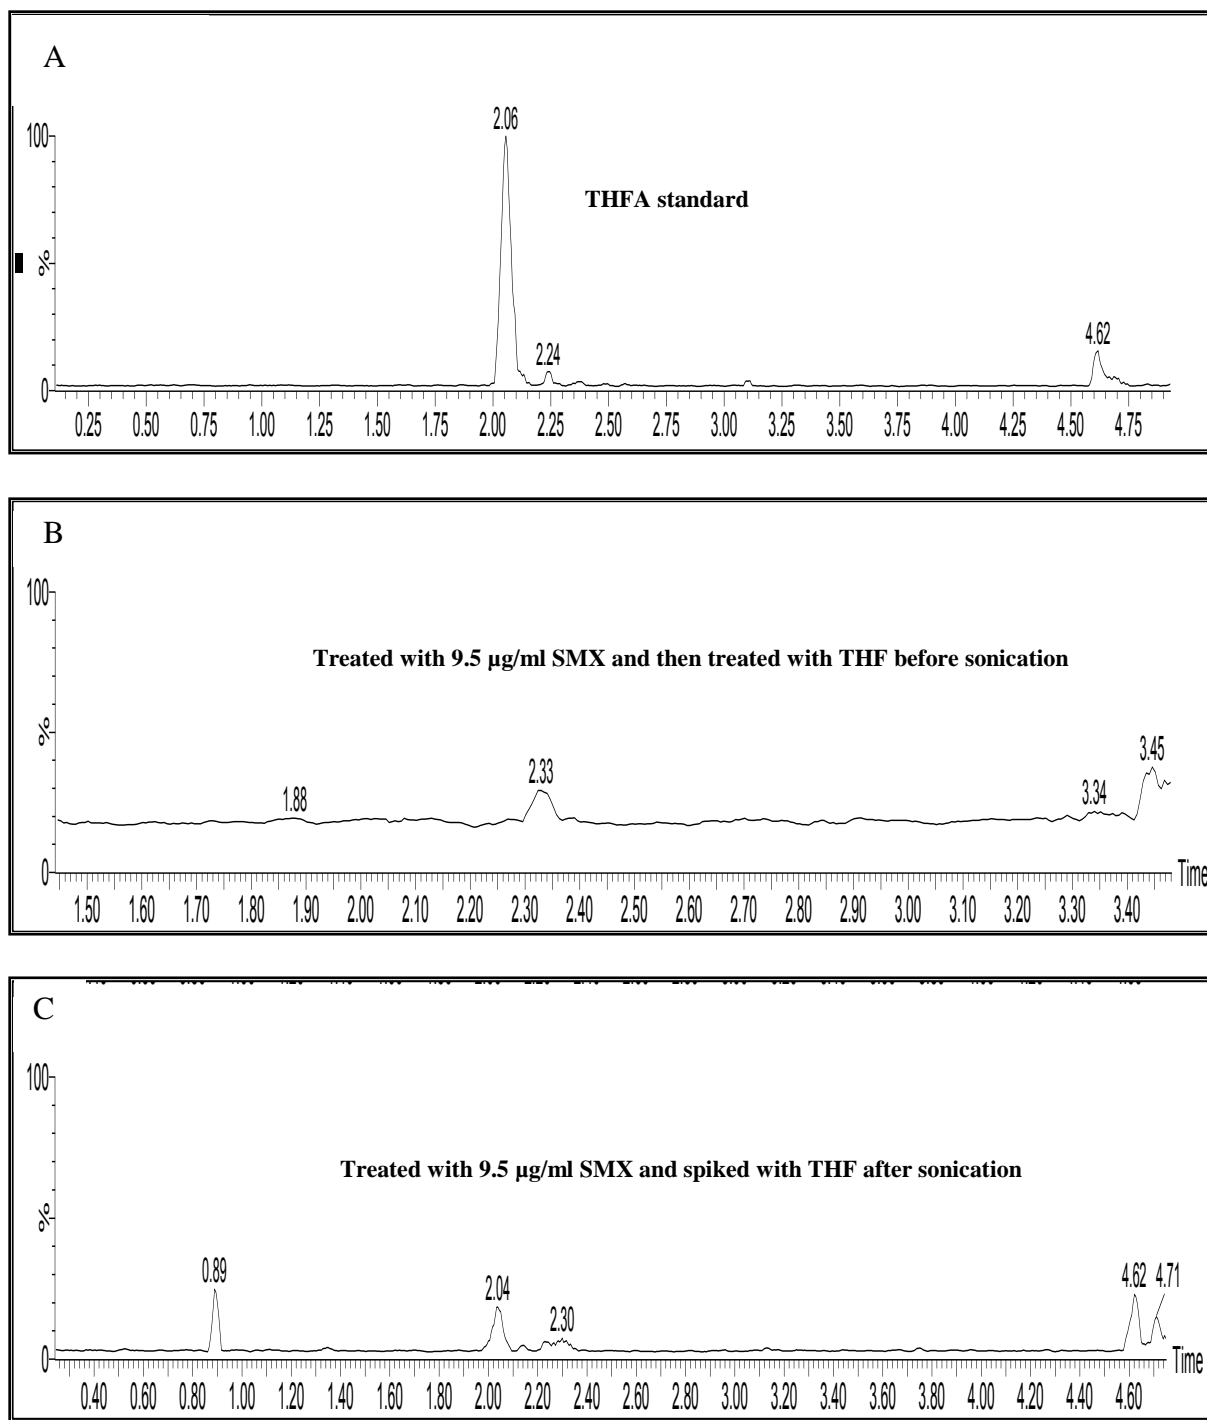 A
100
%
0
2.06
2.24
4.62
THFA standard
0.25 0.50 0.75 1.00 1.25 1.50 1.75 2.00 2.25 2.50 2.75 3.00 3.25 3.50 3.75 4.00 4.25 4.50 4.75
B
100
%
0
Treated with 9.5 µg/ml SMX and then treated with THF before sonication
1.88
2.33
3.34
3.45
Time
1.50 1.60 1.70 1.80 1.90 2.00 2.10 2.20 2.30 2.40 2.50 2.60 2.70 2.80 2.90 3.00 3.10 3.20 3.30 3.40
C
100
%
0
Treated with 9.5 µg/ml SMX and spiked with THF after sonication
0.89
2.04
2.30
4.62 4.71
Time
0.40 0.60 0.80 1.00 1.20 1.40 1.60 1.80 2.00 2.20 2.40 2.60 2.80 3.00 3.20 3.40 3.60 3.80 4.00 4.20 4.40 4.60